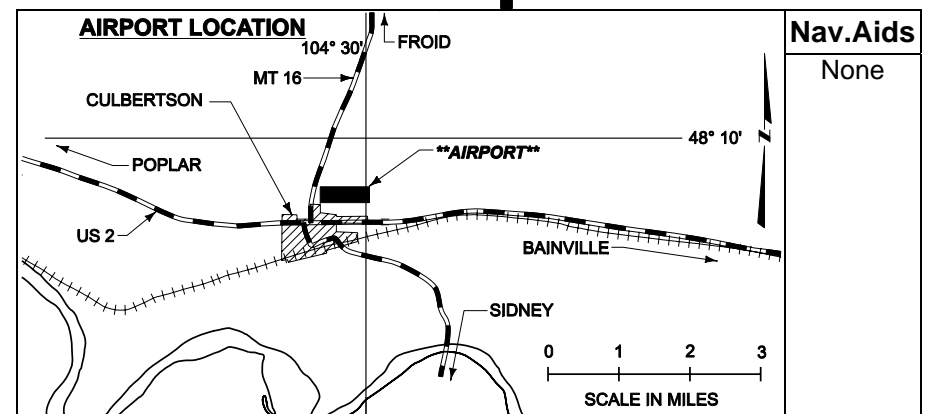 AIRPORT LOCATION
Nav.Aids
None
104° 30'
FROID
MT 16
CULBERTSON
48° 10'
**AIRPORT**
POPLAR
N
US 2
BAINVILLE
SIDNEY
0 1 2 3
SCALE IN MILES